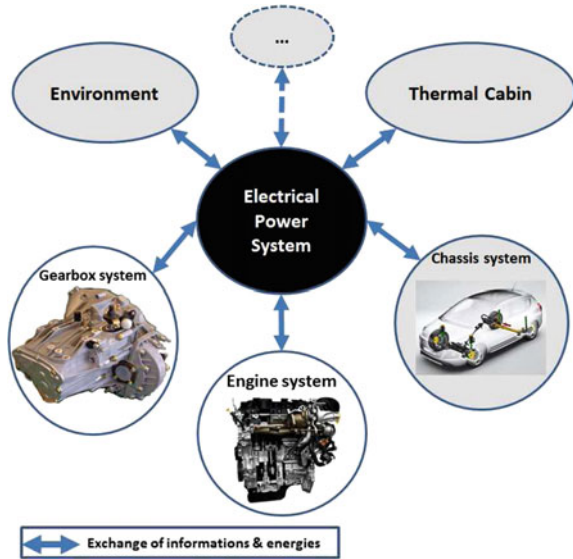 ...
Environment
Thermal Cabin
Electrical
Power
System
Gearbox system
Chassis system
Engine system
Exchange of informations & energies